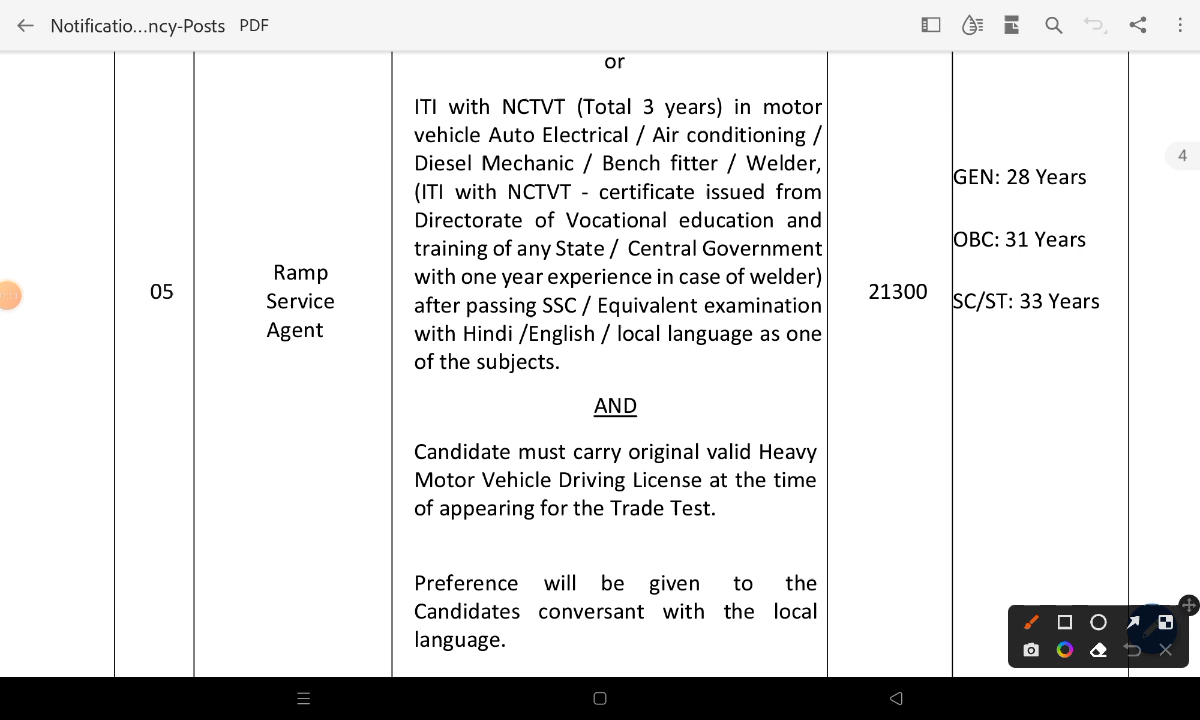 Notificatio...ncy-Posts PDF
or
ITI with NCTVT (Total 3 years) in motor
vehicle Auto Electrical / Air conditioning /
Diesel Mechanic / Bench fitter / Welder,
(ITI with NCTVT - certificate issued from
Directorate of Vocational education and
training of any State / Central Government
with one year experience in case of welder)
after passing SSC / Equivalent examination
with Hindi /English / local language as one
of the subjects.
AND
Candidate must carry original valid Heavy
Motor Vehicle Driving License at the time
of appearing for the Trade Test.
Preference will be given to the
Candidates conversant with the local
language.
05
Ramp
Service
Agent
21300
GEN: 28 Years
OBC: 31 Years
SC/ST: 33 Years
4